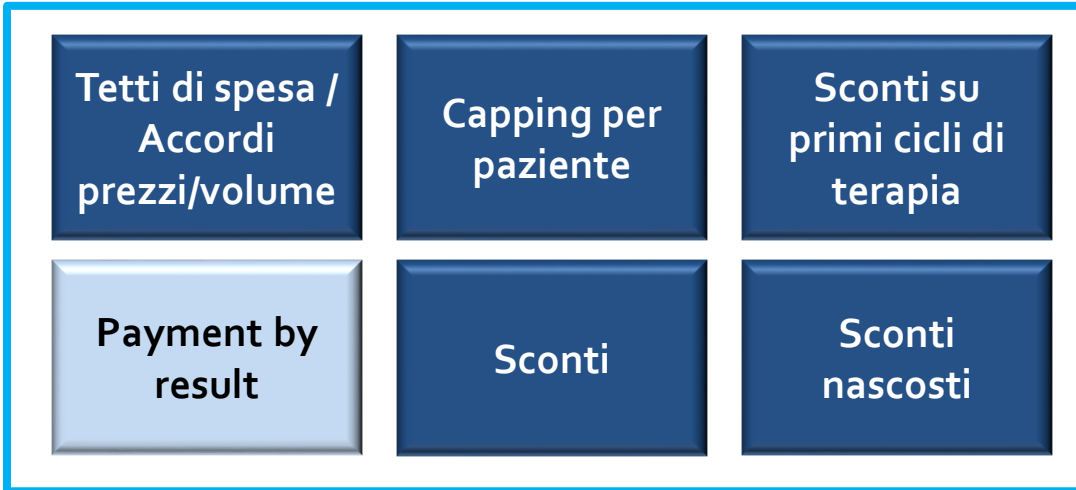 Tetti di spesa /
Accordi
prezzi/volume
Capping per
paziente
Sconti su
primi cicli di
terapia
Payment by
result
Sconti
Sconti
nascosti